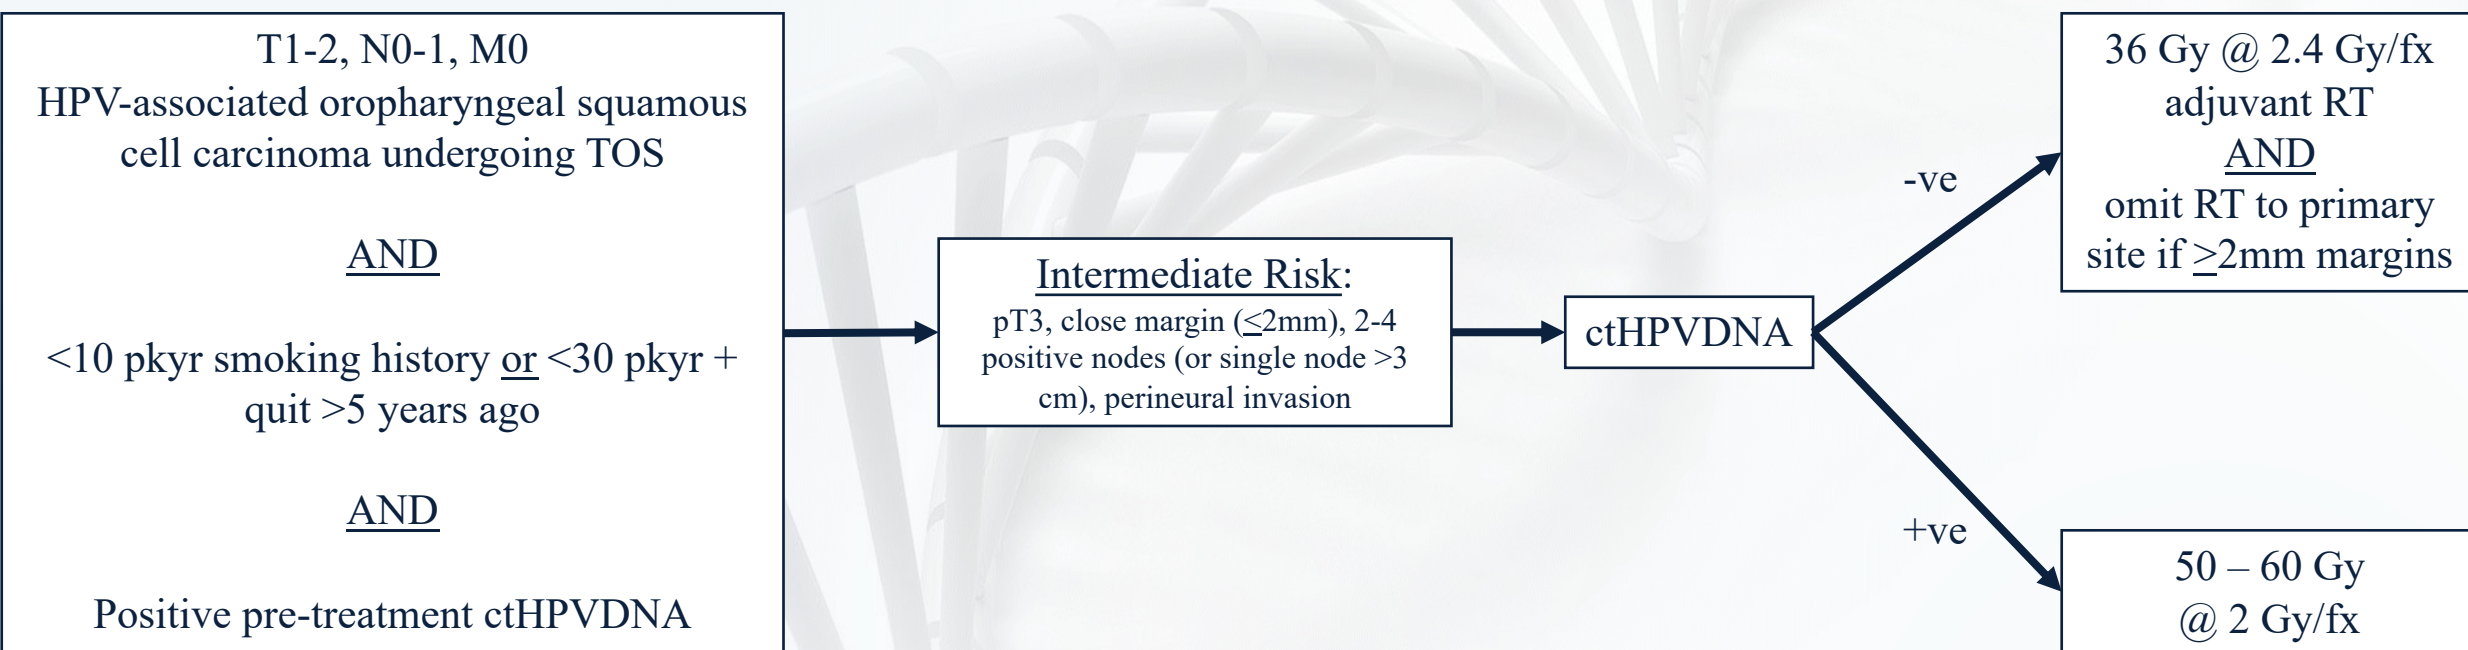 T1-2, N0-1, M0
HPV-associated oropharyngeal squamous
cell carcinoma undergoing TOS
AND
<10 pkyr smoking history or <30 pkyr +
quit >5 years ago
AND
Positive pre-treatment ctHPVDNA
Intermediate Risk:
pT3, close margin (≤2mm), 2-4
positive nodes (or single node >3
cm), perineural invasion
ctHPVDNA
-ve
36 Gy @ 2.4 Gy/fx
adjuvant RT
AND
omit RT to primary
site if ≥2mm margins
+ve
50 – 60 Gy
@ 2 Gy/fx